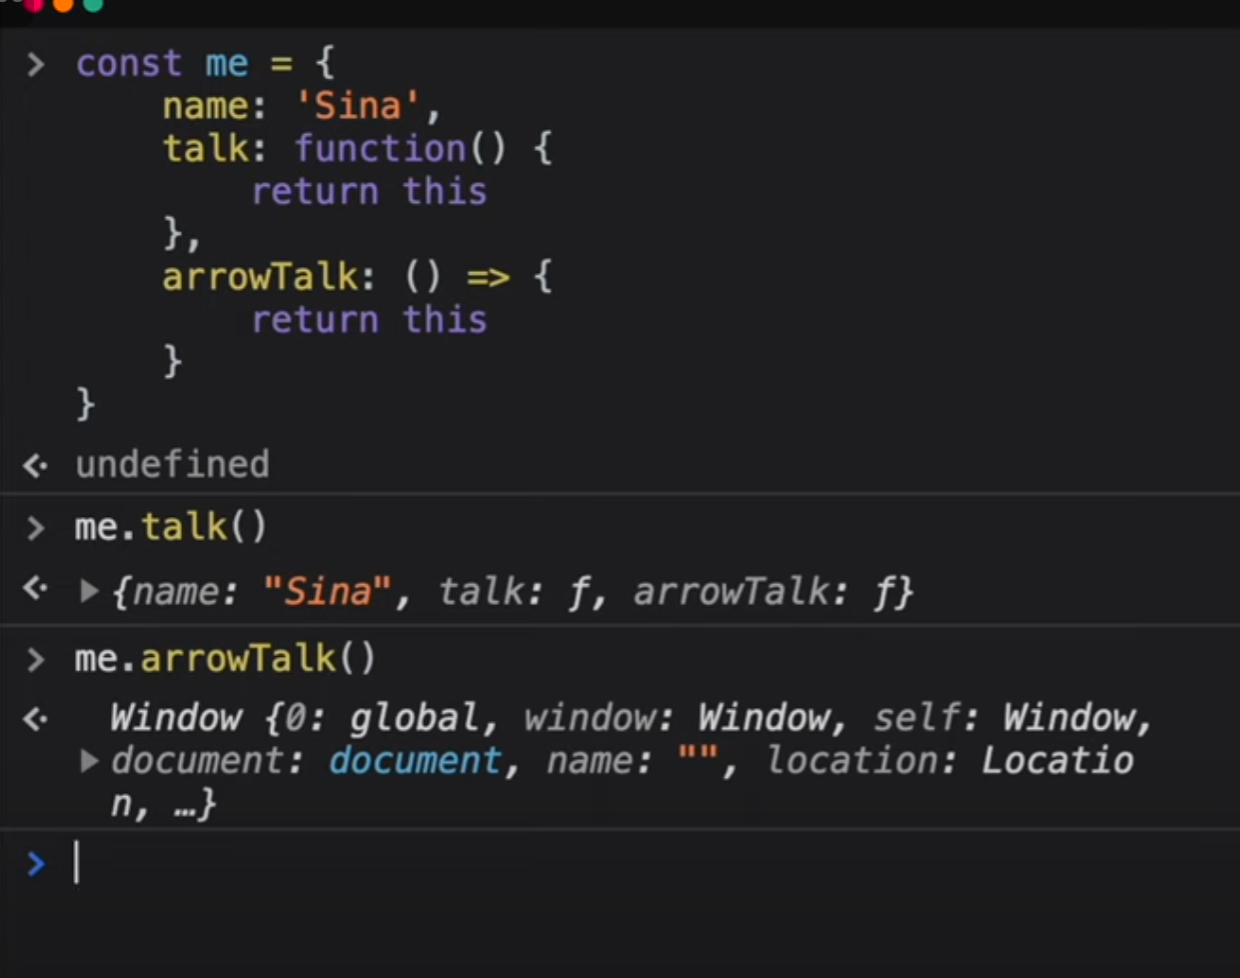 > const me = {
name: 'Sina',
talk: function() {
return this
},
arrowTalk: () => {
return this
}
}
undefined
> me.talk()
{name: "Sina", talk: f, arrowTalk: f}
> me.arrowTalk()
Window {0: global, window: Window, self: Window,
document: document, name: "", location: Locatio
n, …}
>